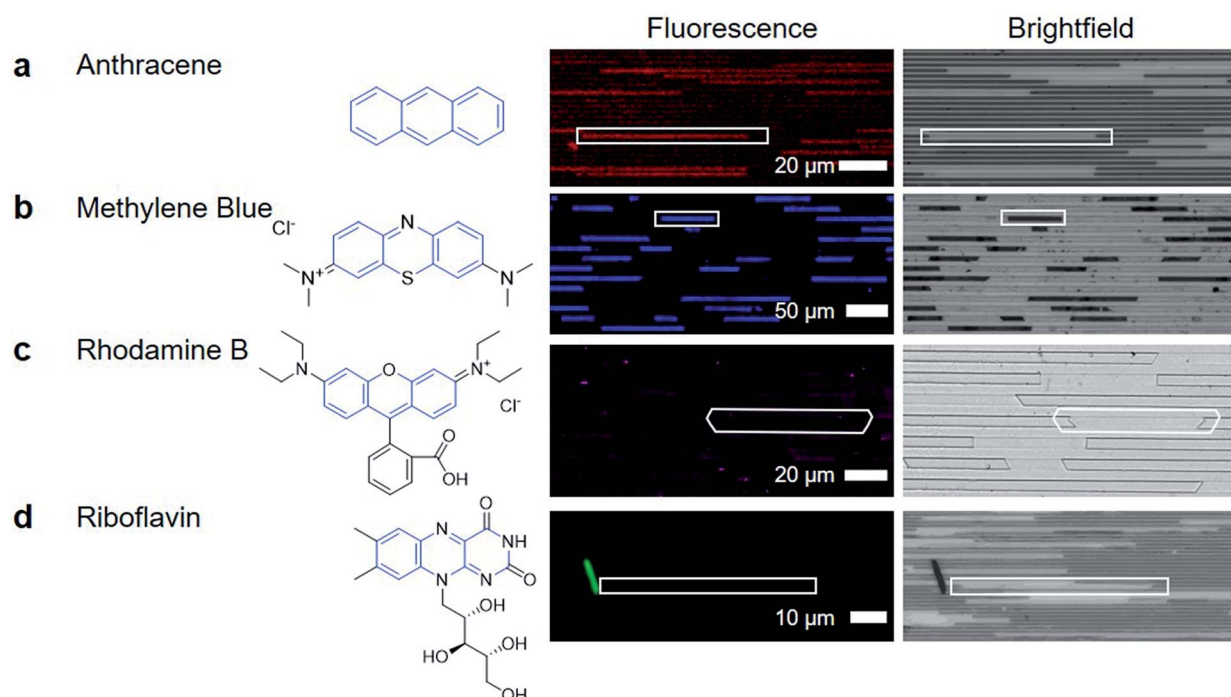 Fluorescence Brightfield
a Anthracene
20 µm
b Methylene Blue
Cl-
N
N+
S
N
50 µm
c Rhodamine B
N
O
N+
Cl-
O
OH
20 µm
d Riboflavin
O
N
NH
N
N
O
OH
HO
OH
OH
10 µm